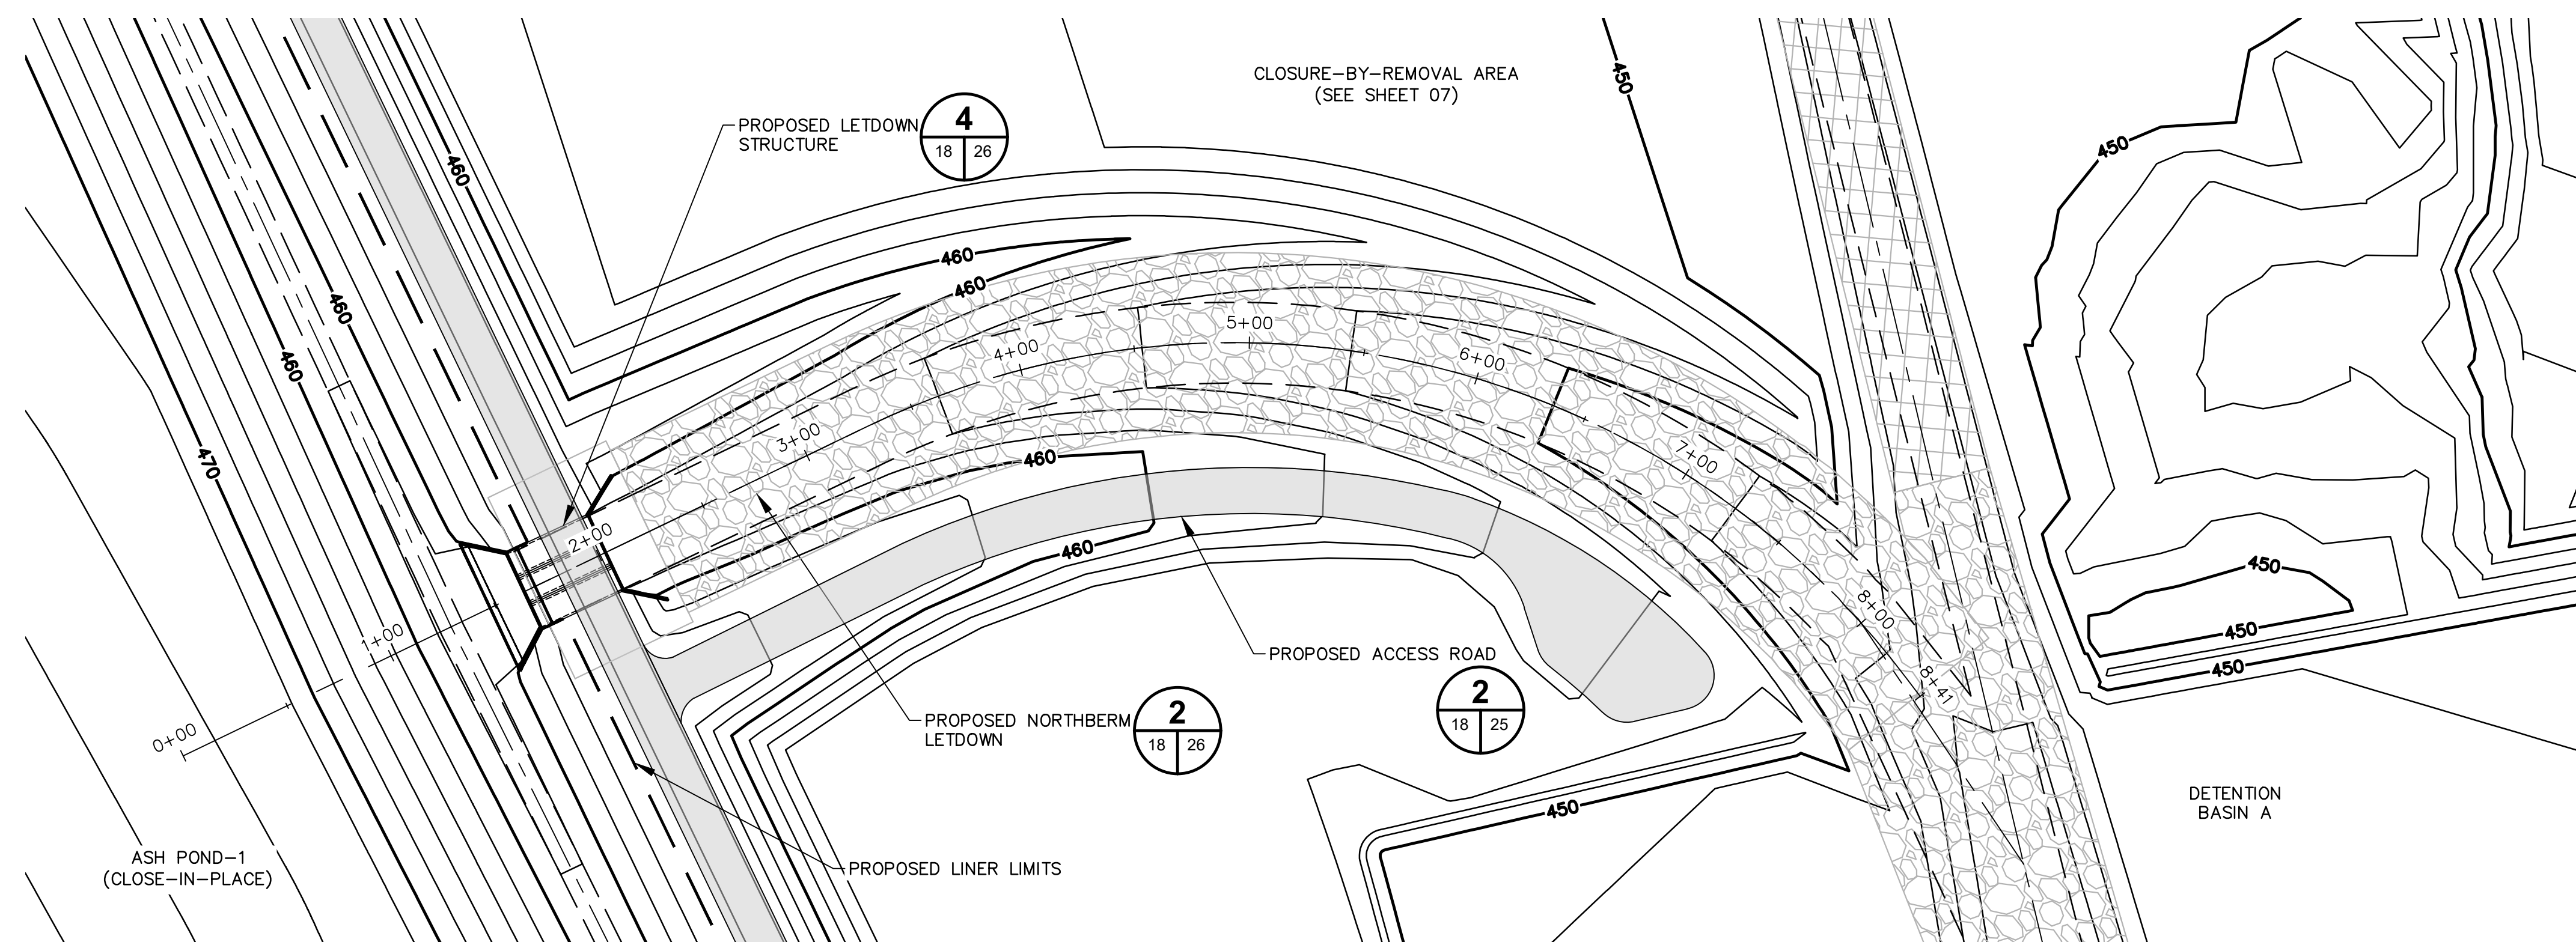 CLOSURE-BY-REMOVAL AREA
(SEE SHEET 07)
450
PROPOSED LETDOWN
STRUCTURE
4
18 26
460
460
460
470
460
460
460
460
450
450
450
450
450
0+00
1+00
2+00
3+00
4+00
5+00
6+00
7+00
8+00
8+41
PROPOSED ACCESS ROAD
2
18 25
PROPOSED NORTHBERM
LETDOWN
2
18 26
PROPOSED LINER LIMITS
ASH POND-1
(CLOSE-IN-PLACE)
DETENTION
BASIN A